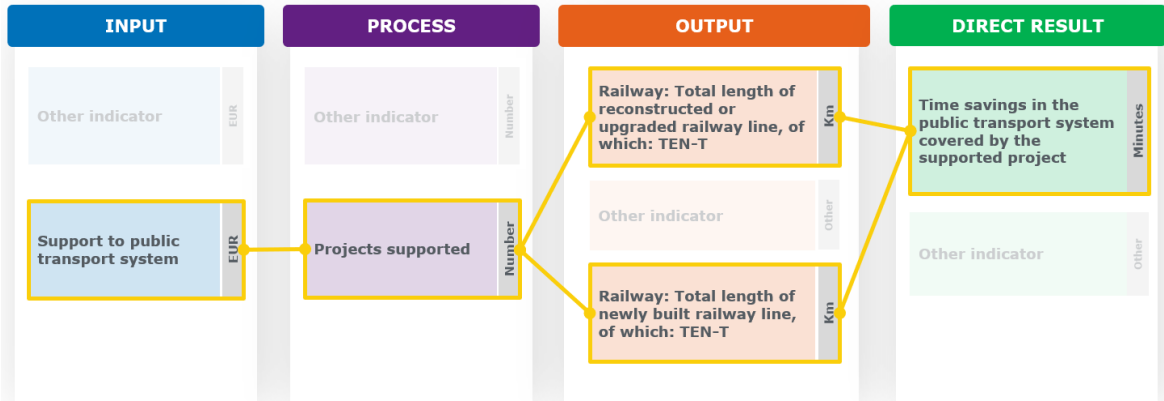 INPUT
Other indicator
EUR
Support to public
transport system
EUR
PROCESS
Other indicator
Number
Projects supported
Number
OUTPUT
Railway: Total length of
reconstructed or
upgraded railway line, of
which: TEN-T
Km
Other indicator
Other
Railway: Total length of
newly built railway line,
of which: TEN-T
Km
DIRECT RESULT
Time savings in the
public transport system
covered by the
supported project
Minutes
Other indicator
Other